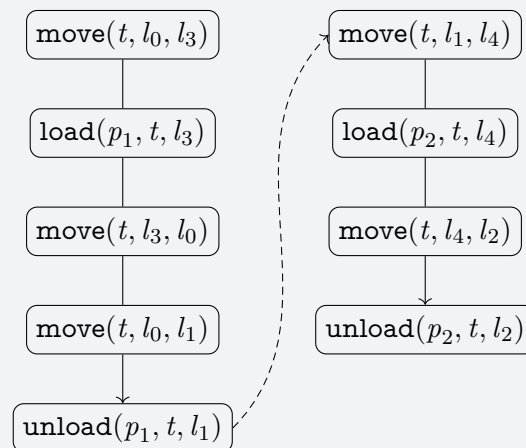 move(t, l₀, l₃)
load(p₁, t, l₃)
move(t, l₃, l₀)
move(t, l₀, l₁)
unload(p₁, t, l₁)
move(t, l₁, l₄)
load(p₂, t, l₄)
move(t, l₄, l₂)
unload(p₂, t, l₂)